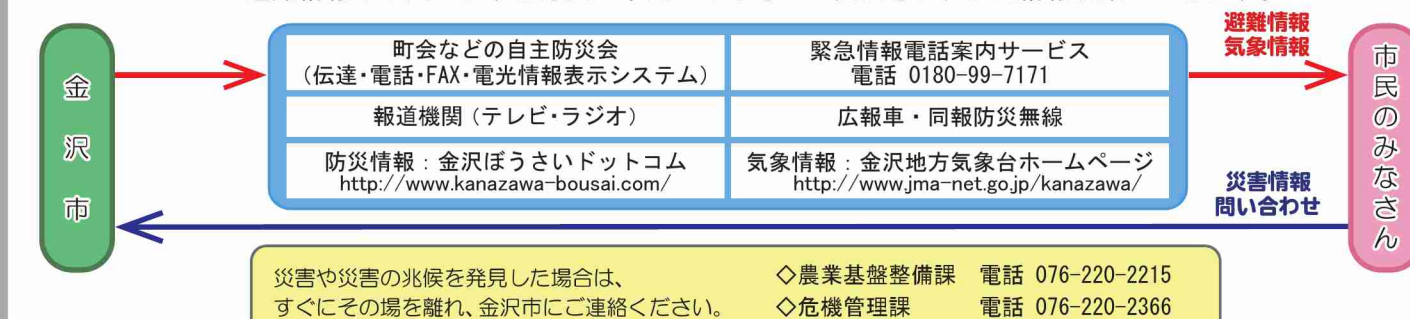 避難情報
気象情報
金沢市
町会などの自主防災会
(伝達・電話・FAX・電光情報表示システム)
緊急情報電話案内サービス
電話 0180-99-7171
報道機関(テレビ・ラジオ)
広報車・同報防災無線
防災情報:金沢ぼうさいドットコム
http://www.kanazawa-bousai.com/
気象情報:金沢地方気象台ホームページ
http://www.jma-net.go.jp/kanazawa/
市民のみなさん
災害情報
問い合わせ
災害や災害の兆候を発見した場合は、
すぐにその場を離れ、金沢市にご連絡ください。
◇農業基盤整備課 電話 076-220-2215
◇危機管理課 電話 076-220-2366